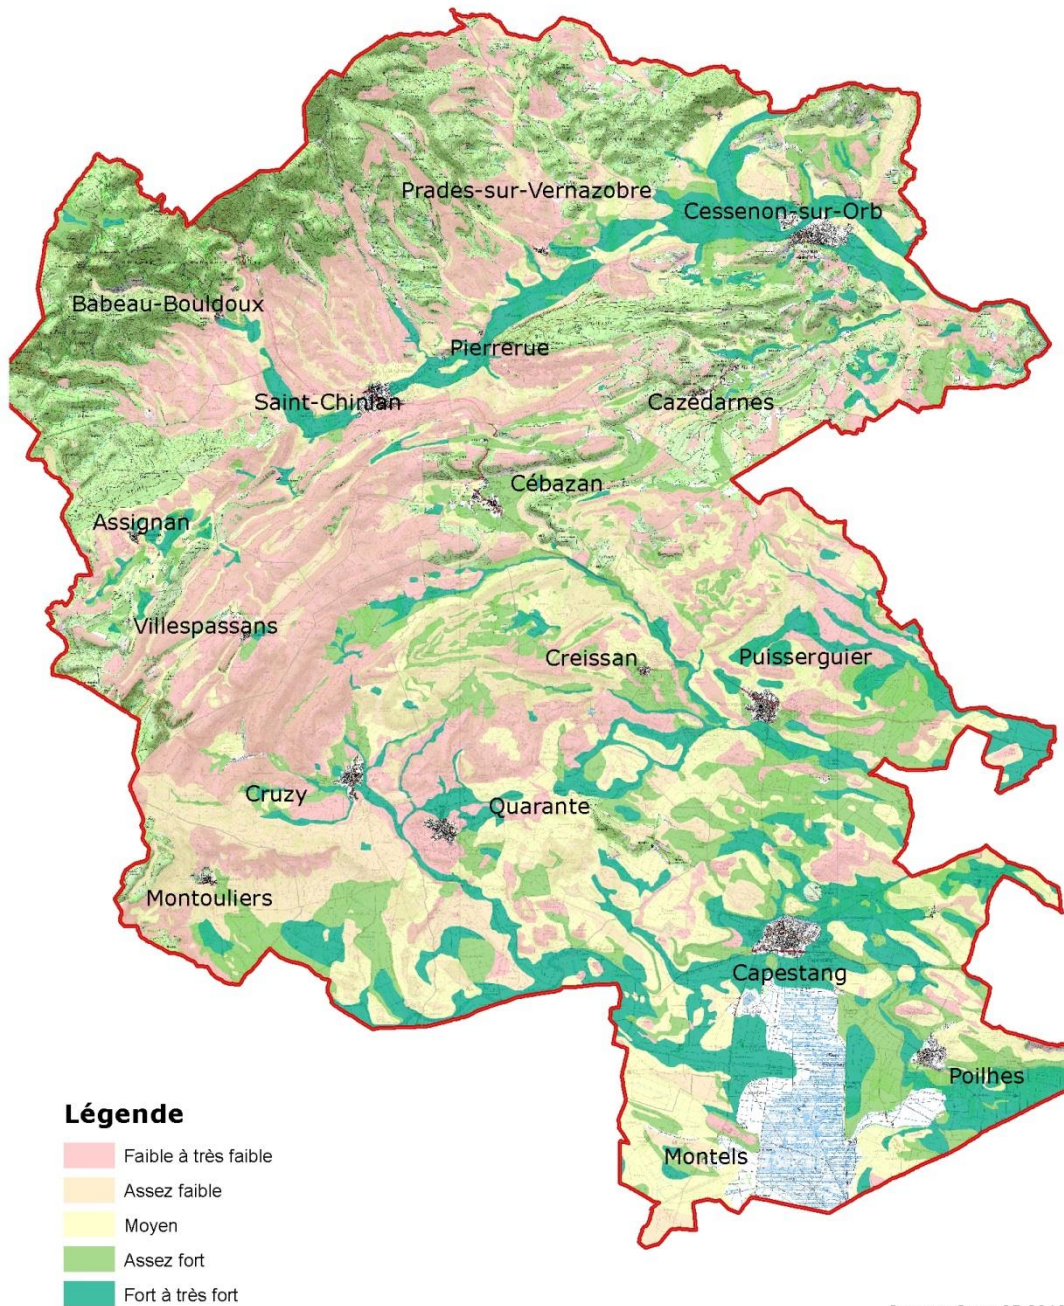 Prades-sur-Vernazobre
Cessenon-sur-Orb
Babeau-Bouldoux
Pierrerue
Saint-Chinian
Cazedarnes
Cébazan
Assignan
Villespassans
Creissan
Puisserguier
Cruzy
Quarante
Montouliers
Capestang
Poilhes
Montels
Légende
Faible à très faible
Assez faible
Moyen
Assez fort
Fort à très fort